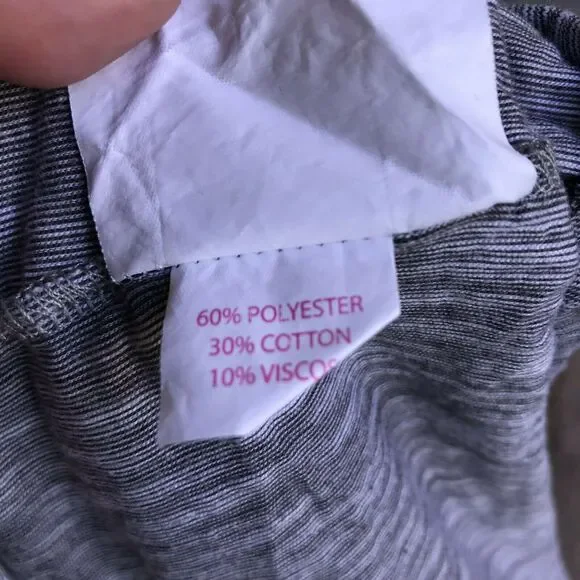 60% POLYESTER
30% COTTON
10% VISCOS